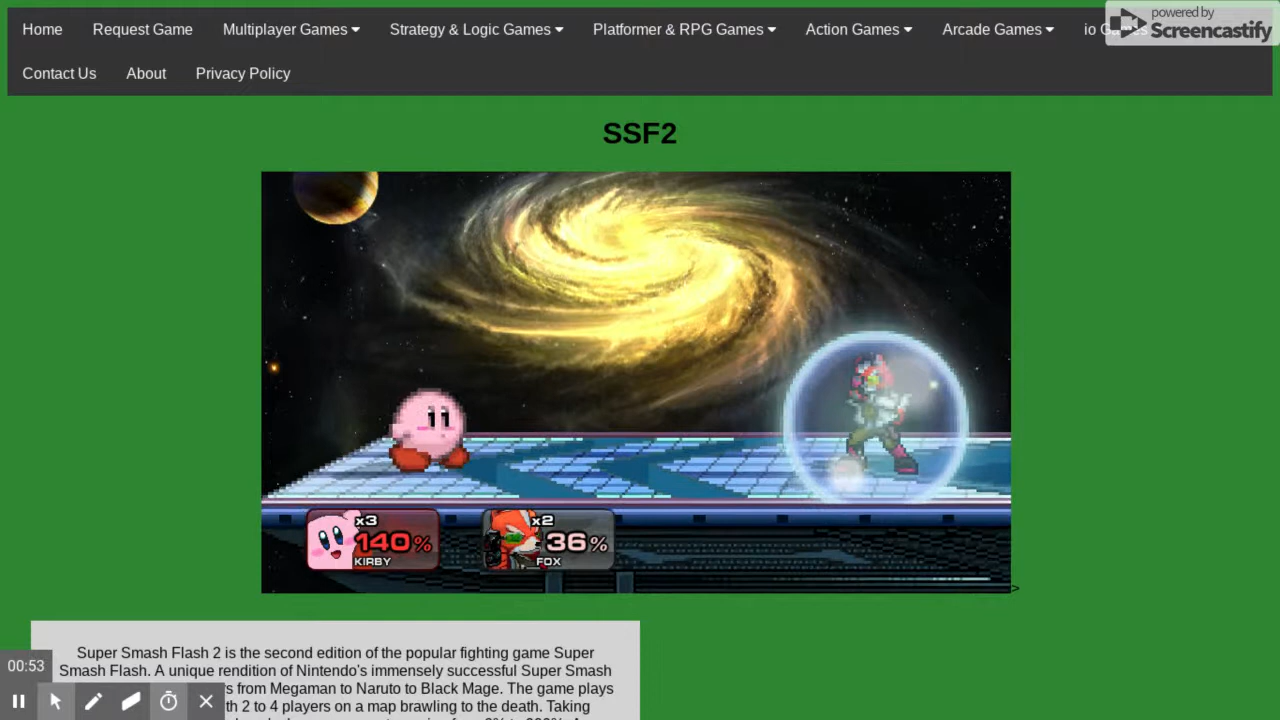 Home Request Game Multiplayer Games Strategy & Logic Games Platformer & RPG Games Action Games Arcade Games io Games
powered by
Screencastify
Contact Us About Privacy Policy
SSF2
x3
140%
KIRBY
x2
36%
FOX
>
Super Smash Flash 2 is the second edition of the popular fighting game Super
Smash Flash. A unique rendition of Nintendo's immensely successful Super Smash
s from Megaman to Naruto to Black Mage. The game plays
th 2 to 4 players on a map brawling to the death. Taking
00:53